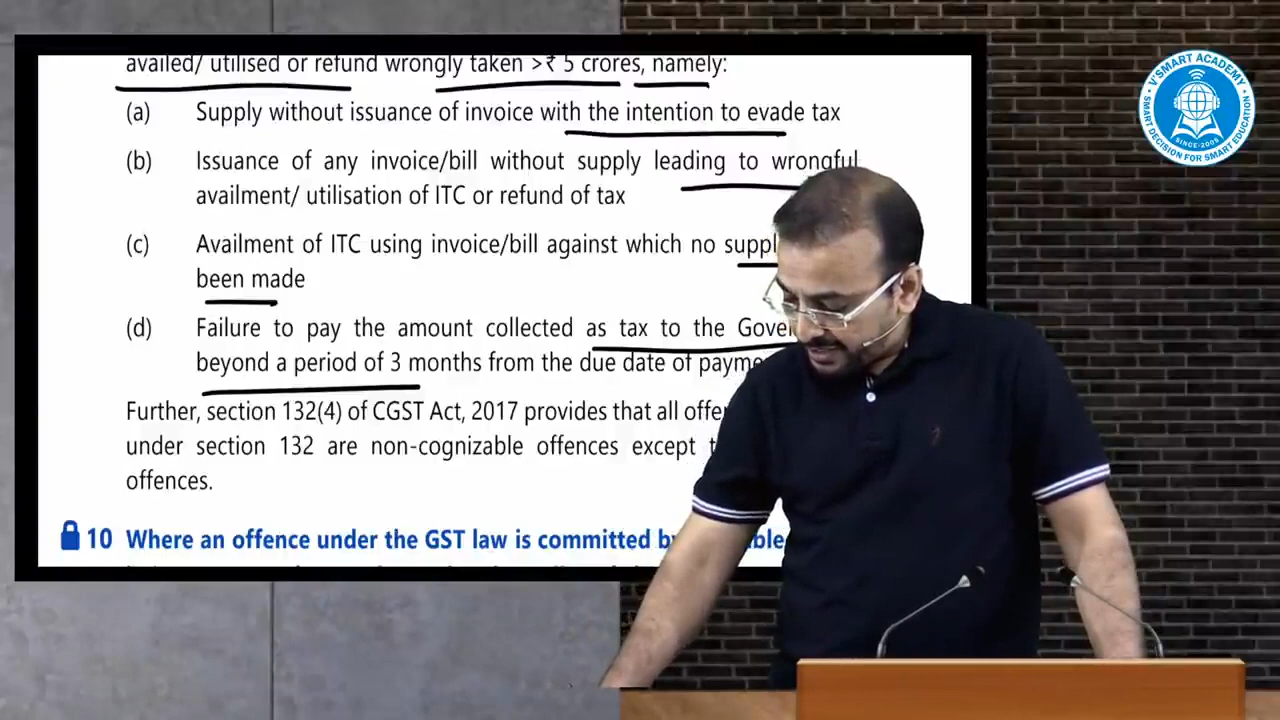 availed/ utilised or refund wrongly taken >₹ 5 crores, namely:
(a) Supply without issuance of invoice with the intention to evade tax
(b) Issuance of any invoice/bill without supply leading to wrongful
availment/ utilisation of ITC or refund of tax
(c) Availment of ITC using invoice/bill against which no
been made
(d) Failure to pay the amount collected as tax to the
beyond a period of 3 months from the due date of
Further, section 132(4) of CGST Act, 2017 provides that all
under section 132 are non-cognizable offences except
offences.
10 Where an offence under the GST law is committed
V'SMART ACADEMY
SINCE-2005
SMART DECISION FOR SMART EDUCATION